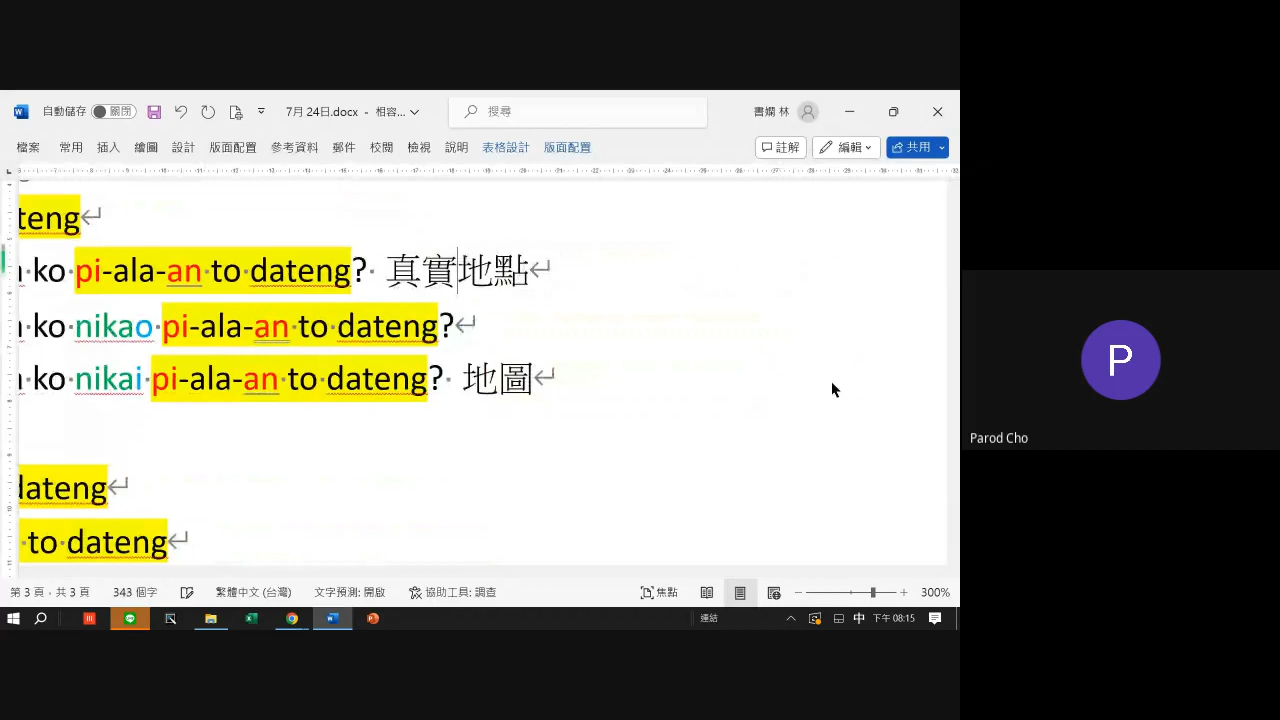 自動儲存 關閉 7月 24日.docx - 相容... 搜尋 書嫻 林
檔案 常用 插入 繪圖 設計 版面配置 參考資料 郵件 校閱 檢視 說明 表格設計 版面配置 註解 編輯 共用
teng
ko pi-ala-an to dateng? 真實地點
ko nikao pi-ala-an to dateng?
ko nikai pi-ala-an to dateng? 地圖
dateng
to dateng
第 3 頁，共 3 頁 343 個字 繁體中文 (台灣) 文字預測: 開啟 協助工具: 調查 焦點 300%
連結 中 下午 08:15
P
Parod Cho